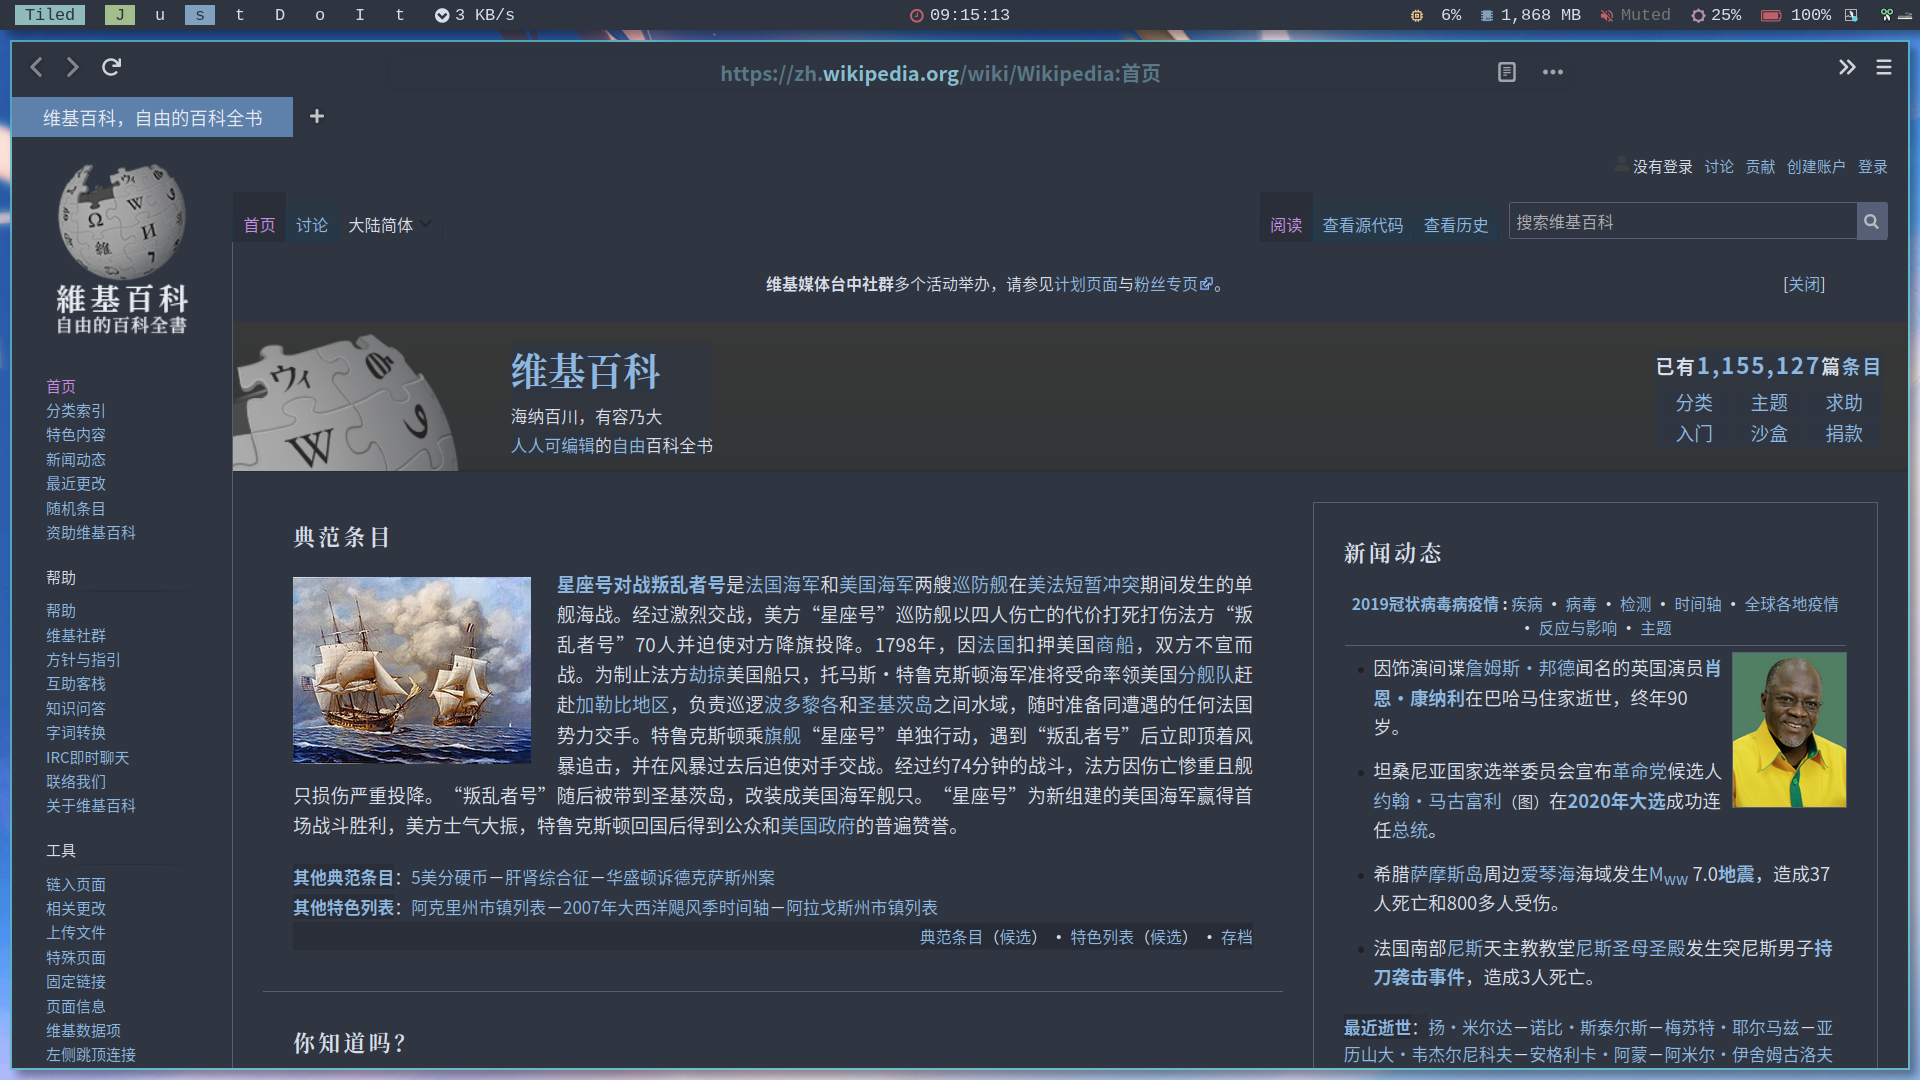 Tiled J u s t D o I t 3 KB/s 09:15:13 6% 1,868 MB Muted 25% 100%
https://zh.wikipedia.org/wiki/Wikipedia:首页
维基百科，自由的百科全书
没有登录 讨论 贡献 创建账户 登录
首页 讨论 大陆简体 阅读 查看源代码 查看历史 搜索维基百科
維基百科
自由的百科全書
维基媒体台中社群多个活动举办，请参见计划页面与粉丝专页。 [关闭]
维基百科
海纳百川，有容乃大
人人可编辑的自由百科全书
已有1,155,127篇条目
分类 主题 求助
入门 沙盒 捐款
首页
分类索引
特色内容
新闻动态
最近更改
随机条目
资助维基百科
帮助
帮助
维基社群
方针与指引
互助客栈
知识问答
字词转换
IRC即时聊天
联络我们
关于维基百科
工具
链入页面
相关更改
上传文件
特殊页面
固定链接
页面信息
维基数据项
左侧跳顶连接
典范条目
星座号对战叛乱者号是法国海军和美国海军两艘巡防舰在美法短暂冲突期间发生的单
舰海战。经过激烈交战，美方“星座号”巡防舰以四人伤亡的代价打死打伤法方“叛
乱者号”70人并迫使对方降旗投降。1798年，因法国扣押美国商船，双方不宣而
战。为制止法方劫掠美国船只，托马斯·特鲁克斯顿海军准将受命率领美国分舰队赶
赴加勒比地区，负责巡逻波多黎各和圣基茨岛之间水域，随时准备同遭遇的任何法国
势力交手。特鲁克斯顿乘旗舰“星座号”单独行动，遇到“叛乱者号”后立即顶着风
暴追击，并在风暴过去后迫使对手交战。经过约74分钟的战斗，法方因伤亡惨重且舰
只损伤严重投降。“叛乱者号”随后被带到圣基茨岛，改装成美国海军舰只。“星座号”为新组建的美国海军赢得首
场战斗胜利，美方士气大振，特鲁克斯顿回国后得到公众和美国政府的普遍赞誉。
其他典范条目：5美分硬币－肝肾综合征－华盛顿诉德克萨斯州案
其他特色列表：阿克里州市镇列表－2007年大西洋飓风季时间轴－阿拉戈斯州市镇列表
典范条目（候选） • 特色列表（候选） • 存档
你知道吗？
新闻动态
2019冠状病毒病疫情：疾病 • 病毒 • 检测 • 时间轴 • 全球各地疫情
• 反应与影响 • 主题
因饰演间谍詹姆斯·邦德闻名的英国演员肖
恩·康纳利在巴哈马住家逝世，终年90
岁。
坦桑尼亚国家选举委员会宣布革命党候选人
约翰·马古富利（图）在2020年大选成功连
任总统。
希腊萨摩斯岛周边爱琴海海域发生Mww 7.0地震，造成37
人死亡和800多人受伤。
法国南部尼斯天主教教堂尼斯圣母圣殿发生突尼斯男子持
刀袭击事件，造成3人死亡。
最近逝世：扬·米尔达－诺比·斯泰尔斯－梅苏特·耶尔马兹－亚
历山大·韦杰尔尼科夫－安格利卡·阿蒙－阿米尔·伊舍姆古洛夫